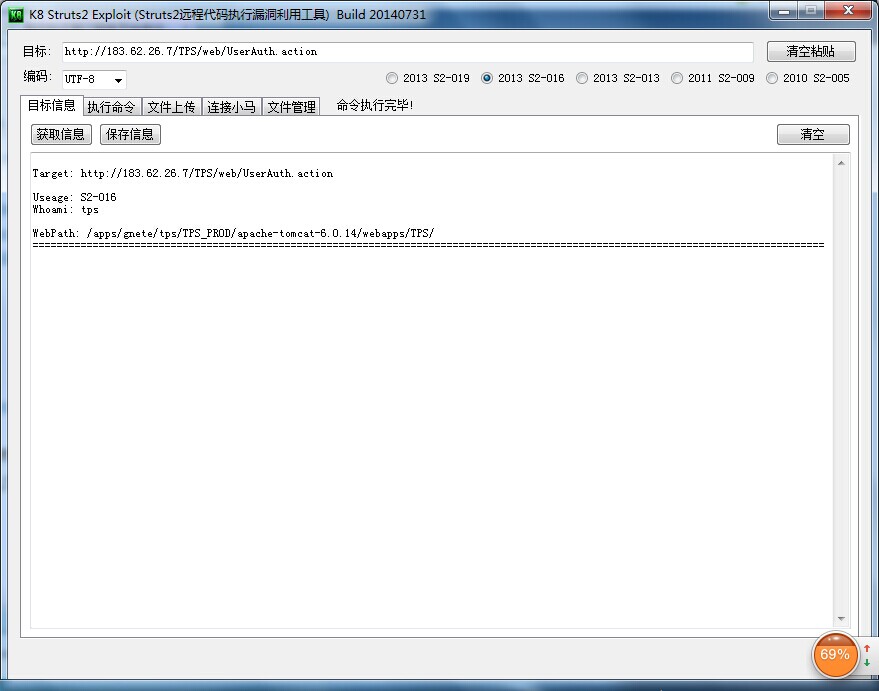 K8 Struts2 Exploit (Struts2远程代码执行漏洞利用工具) Build 20140731
目标: http://183.62.26.7/TPS/web/UserAuth.action 清空粘贴
编码: UTF-8 2013 S2-019 2013 S2-016 2013 S2-013 2011 S2-009 2010 S2-005
目标信息 执行命令 文件上传 连接小马 文件管理 命令执行完毕!
获取信息 保存信息 清空
Target: http://183.62.26.7/TPS/web/UserAuth.action
Useage: S2-016
Whoami: tps
WebPath: /apps/gnete/tps/TPS_PROD/apache-tomcat-6.0.14/webapps/TPS/
====================================================================================================================================
69%